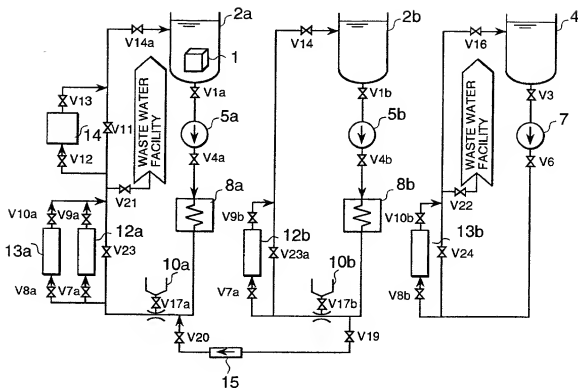 2a
2b
4
V14a
V14
V16
1
V13
V1a
V1b
V3
14
V11
WASTE WATER
FACILITY
5a
5b
WASTE WATER
FACILITY
7
V12
V4a
V4b
V6
V21
8a
8b
V22
V10a
V9a
V9b
V10b
13a
12a
V23
10a
12b
V23a
10b
13b
V24
V8a
V7a
V17a
V7a
V17b
V8b
V20
V19
15